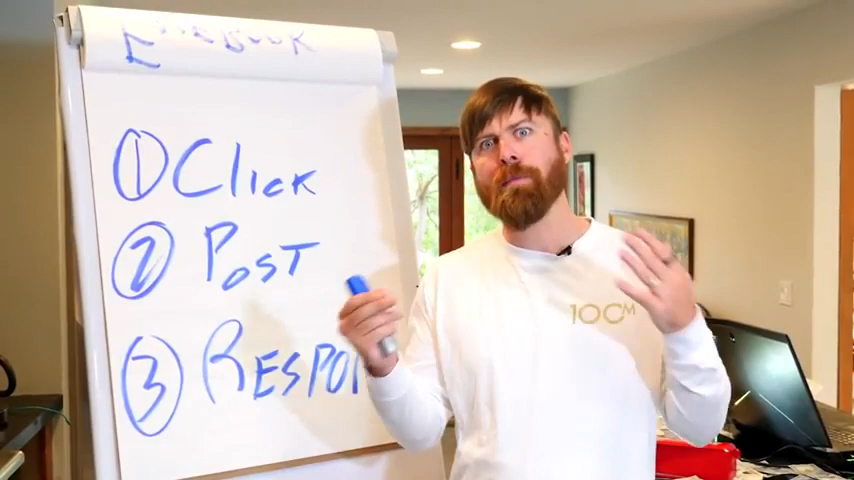 ① Click
② POST
③ RESPO
100M